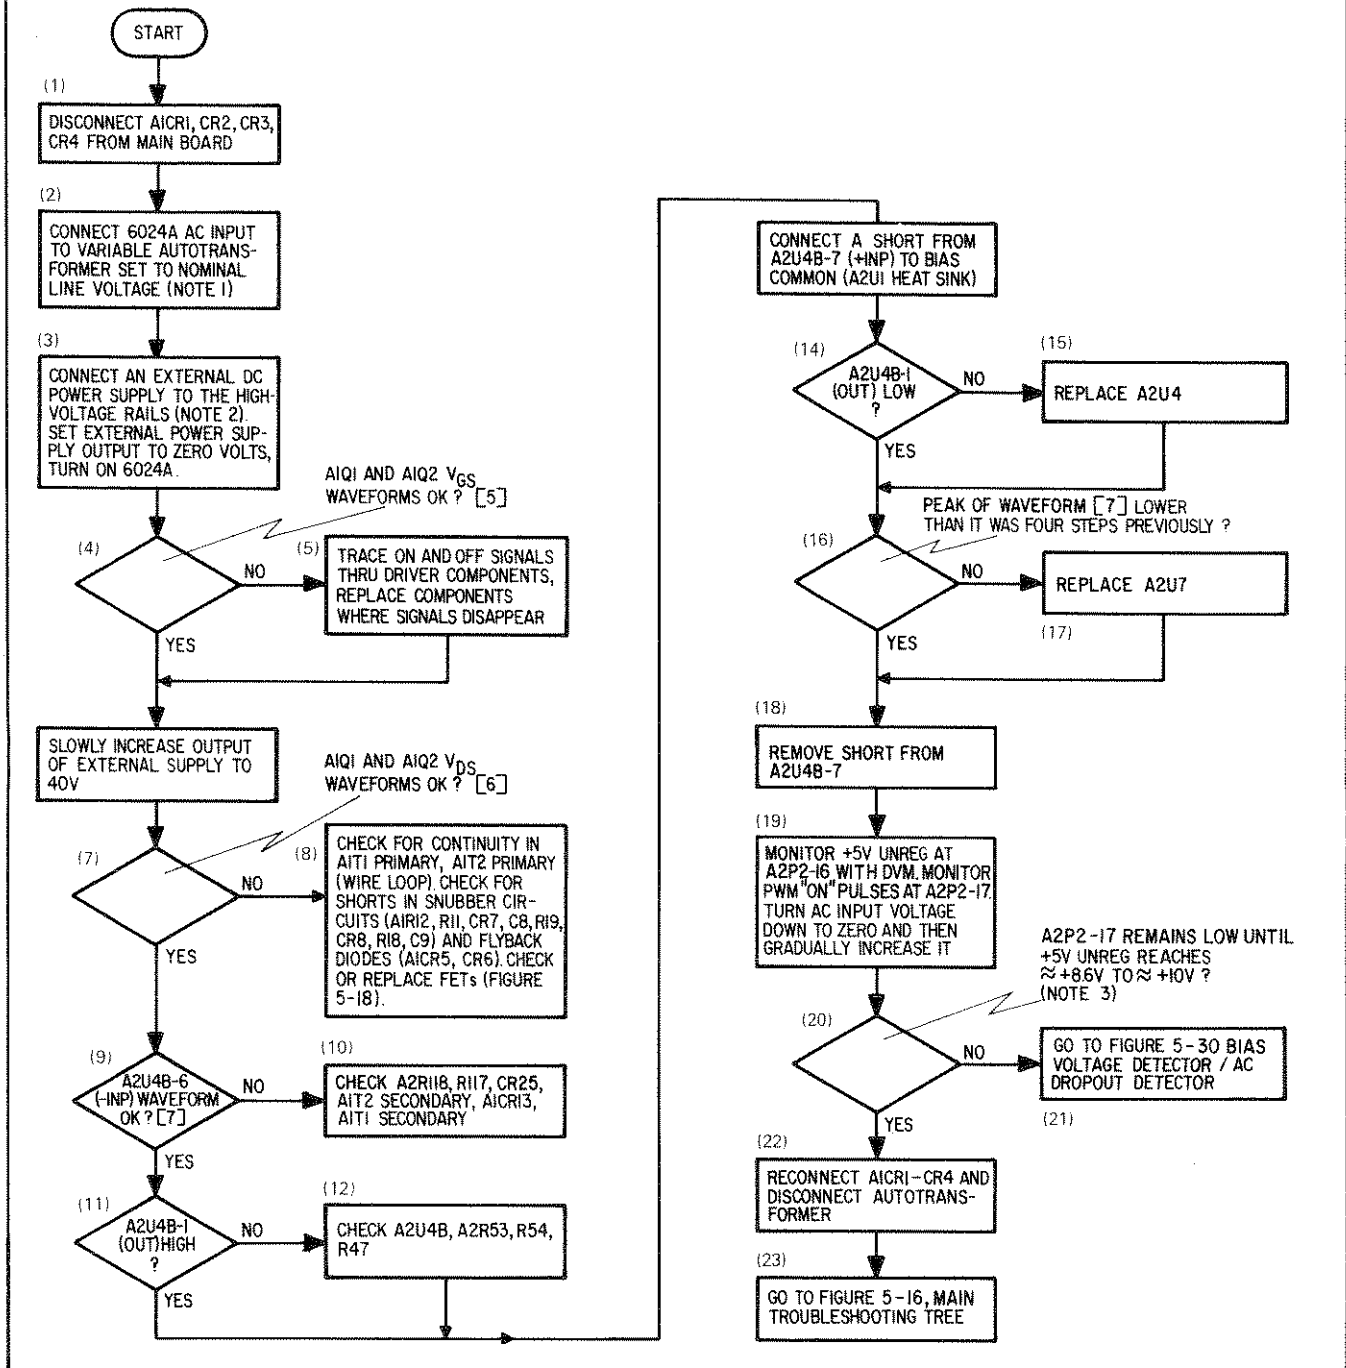 START
(1)
DISCONNECT A1CR1, CR2, CR3,
CR4 FROM MAIN BOARD
(2)
CONNECT 6024A AC INPUT
TO VARIABLE AUTOTRANS-
FORMER SET TO NOMINAL
LINE VOLTAGE (NOTE 1)
(3)
CONNECT AN EXTERNAL DC
POWER SUPPLY TO THE HIGH-
VOLTAGE RAILS (NOTE 2).
SET EXTERNAL POWER SUP-
PLY OUTPUT TO ZERO VOLTS,
TURN ON 6024A.
A1Q1 AND A1Q2 VGS
WAVEFORMS OK ? [5]
(4)
NO
YES
(5)
TRACE ON AND OFF SIGNALS
THRU DRIVER COMPONENTS,
REPLACE COMPONENTS
WHERE SIGNALS DISAPPEAR
SLOWLY INCREASE OUTPUT
OF EXTERNAL SUPPLY TO
40V
A1Q1 AND A1Q2 VDS
WAVEFORMS OK ? [6]
(7)
NO
YES
(8)
CHECK FOR CONTINUITY IN
A1T1 PRIMARY, A1T2 PRIMARY
(WIRE LOOP). CHECK FOR
SHORTS IN SNUBBER CIR-
CUITS (A1R12, R11, CR7, C8, R19,
CR8, R18, C9) AND FLYBACK
DIODES (A1CR5, CR6). CHECK
OR REPLACE FETs (FIGURE
5-18).
(9)
A2U4B-6
(-INP) WAVEFORM
OK ? [7]
NO
YES
(10)
CHECK A2R118, R117, CR25,
A1T2 SECONDARY, A1CR13,
A1T1 SECONDARY
(11)
A2U4B-1
(OUT) HIGH
?
NO
YES
(12)
CHECK A2U4B, A2R53, R54,
R47
CONNECT A SHORT FROM
A2U4B-7 (+INP) TO BIAS
COMMON (A2U1 HEAT SINK)
(14)
A2U4B-1
(OUT) LOW
?
NO
YES
(15)
REPLACE A2U4
PEAK OF WAVEFORM [7] LOWER
THAN IT WAS FOUR STEPS PREVIOUSLY ?
(16)
NO
YES
REPLACE A2U7
(17)
(18)
REMOVE SHORT FROM
A2U4B-7
(19)
MONITOR +5V UNREG AT
A2P2-16 WITH DVM. MONITOR
PWM "ON" PULSES AT A2P2-17.
TURN AC INPUT VOLTAGE
DOWN TO ZERO AND THEN
GRADUALLY INCREASE IT
A2P2-17 REMAINS LOW UNTIL
+5V UNREG REACHES
≈ +8.6V TO ≈ +10V ?
(NOTE 3)
(20)
NO
YES
GO TO FIGURE 5-30 BIAS
VOLTAGE DETECTOR / AC
DROPOUT DETECTOR
(21)
(22)
RECONNECT A1CR1-CR4 AND
DISCONNECT AUTOTRANS-
FORMER
(23)
GO TO FIGURE 5-16, MAIN
TROUBLESHOOTING TREE